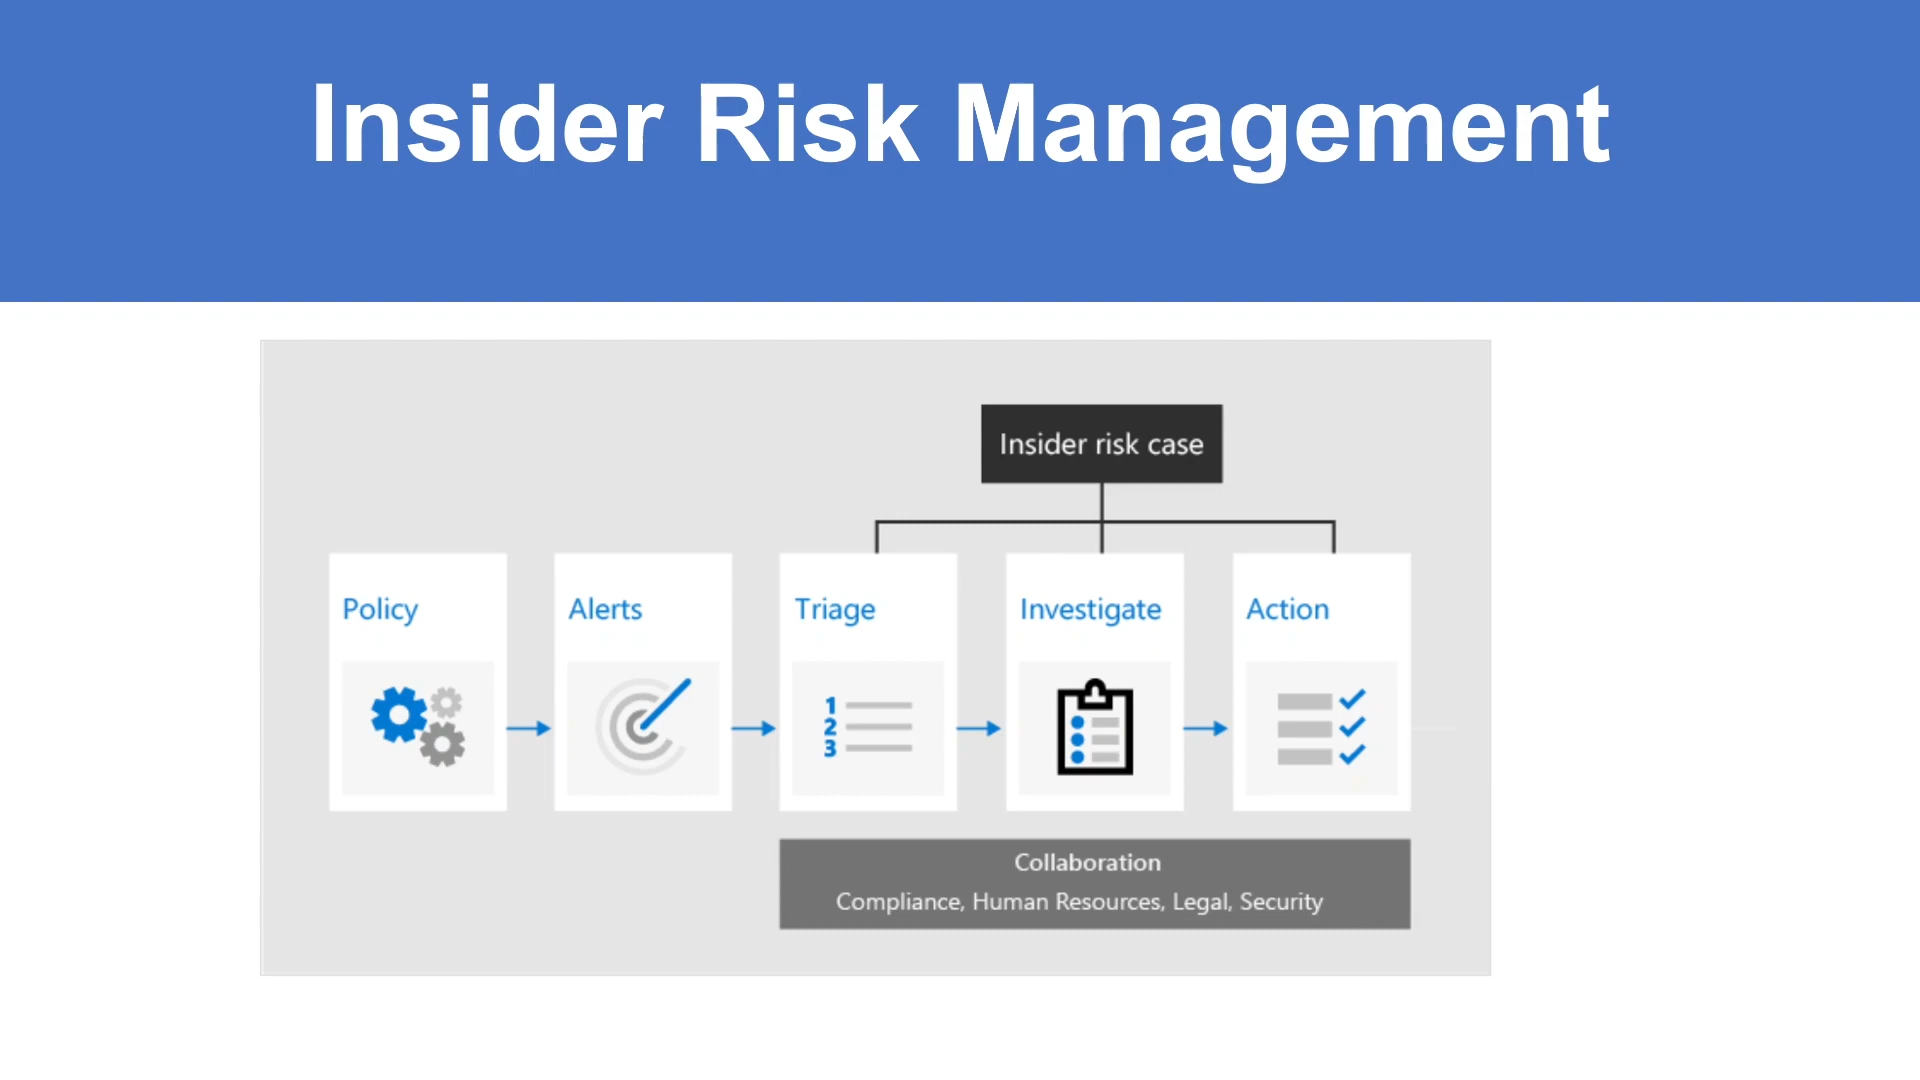 Insider Risk Management
Insider risk case
Policy
Alerts
Triage
Investigate
Action
1
2
3
Collaboration
Compliance, Human Resources, Legal, Security